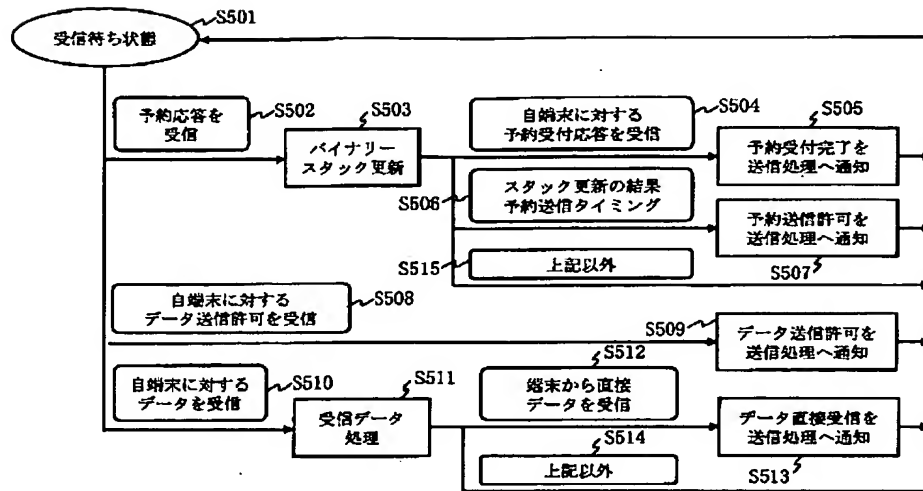 S501
受信待ち状態
予約応答を
受信
S502
S503
バイナリー
スタック更新
自端末に対する
予約受付応答を受信
S504
S505
予約受付完了を
送信処理へ通知
S506
スタック更新の結果
予約送信タイミング
予約送信許可を
送信処理へ通知
S507
S515
上記以外
自端末に対する
データ送信許可を受信
S508
S509
データ送信許可を
送信処理へ通知
自端末に対する
データを受信
S510
S511
受信データ
処理
S512
端末から直接
データを受信
データ直接受信を
送信処理へ通知
S513
S514
上記以外